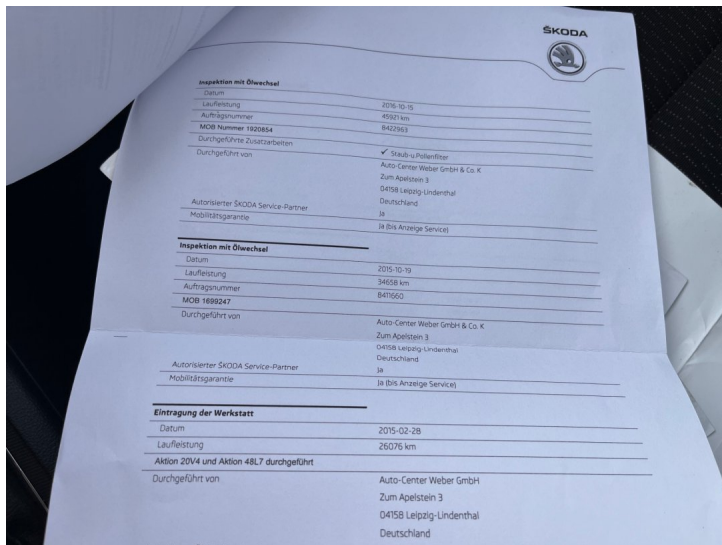 ŠKODA
Inspektion mit Ölwechsel
Datum 2016-10-15
Laufleistung 45921 km
Auftragsnummer 8422963
MOB Nummer 1920854
Durchgeführte Zusatzarbeiten ✓ Staub-u.Pollenfilter
Durchgeführt von Auto-Center Weber GmbH & Co. K
Zum Apelstein 3
04158 Leipzig-Lindenthal
Deutschland
Autorisierter ŠKODA Service-Partner Ja
Mobilitätsgarantie Ja (bis Anzeige Service)
Inspektion mit Ölwechsel
Datum 2015-10-19
Laufleistung 34658 km
Auftragsnummer 8411660
MOB 1699247
Durchgeführt von Auto-Center Weber GmbH & Co. K
Zum Apelstein 3
04158 Leipzig-Lindenthal
Deutschland
Autorisierter ŠKODA Service-Partner Ja
Mobilitätsgarantie Ja (bis Anzeige Service)
Eintragung der Werkstatt
Datum 2015-02-28
Laufleistung 26076 km
Aktion 20V4 und Aktion 48L7 durchgeführt
Durchgeführt von Auto-Center Weber GmbH
Zum Apelstein 3
04158 Leipzig-Lindenthal
Deutschland